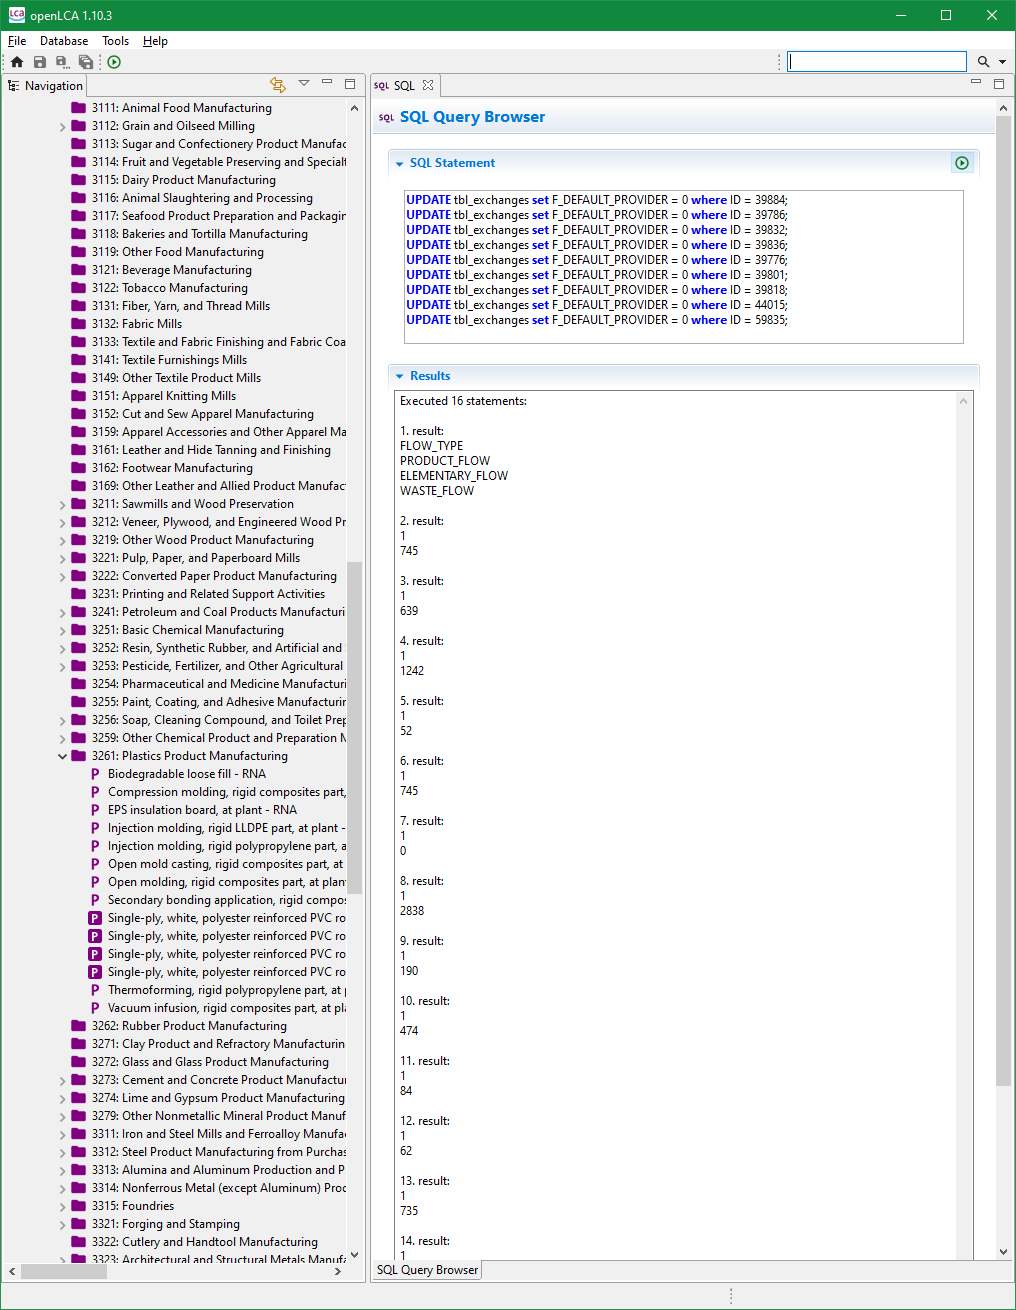 openLCA 1.10.3
File Database Tools Help
Navigation
3111: Animal Food Manufacturing
3112: Grain and Oilseed Milling
3113: Sugar and Confectionery Product Manufac
3114: Fruit and Vegetable Preserving and Specialt
3115: Dairy Product Manufacturing
3116: Animal Slaughtering and Processing
3117: Seafood Product Preparation and Packagin
3118: Bakeries and Tortilla Manufacturing
3119: Other Food Manufacturing
3121: Beverage Manufacturing
3122: Tobacco Manufacturing
3131: Fiber, Yarn, and Thread Mills
3132: Fabric Mills
3133: Textile and Fabric Finishing and Fabric Coa
3141: Textile Furnishings Mills
3149: Other Textile Product Mills
3151: Apparel Knitting Mills
3152: Cut and Sew Apparel Manufacturing
3159: Apparel Accessories and Other Apparel Ma
3161: Leather and Hide Tanning and Finishing
3162: Footwear Manufacturing
3169: Other Leather and Allied Product Manufac
3211: Sawmills and Wood Preservation
3212: Veneer, Plywood, and Engineered Wood Pr
3219: Other Wood Product Manufacturing
3221: Pulp, Paper, and Paperboard Mills
3222: Converted Paper Product Manufacturing
3231: Printing and Related Support Activities
3241: Petroleum and Coal Products Manufacturi
3251: Basic Chemical Manufacturing
3252: Resin, Synthetic Rubber, and Artificial and
3253: Pesticide, Fertilizer, and Other Agricultural
3254: Pharmaceutical and Medicine Manufacturi
3255: Paint, Coating, and Adhesive Manufacturin
3256: Soap, Cleaning Compound, and Toilet Prep
3259: Other Chemical Product and Preparation M
3261: Plastics Product Manufacturing
P Biodegradable loose fill - RNA
P Compression molding, rigid composites part,
P EPS insulation board, at plant - RNA
P Injection molding, rigid LLDPE part, at plant -
P Injection molding, rigid polypropylene part, a
P Open mold casting, rigid composites part, at
P Open molding, rigid composites part, at plan
P Secondary bonding application, rigid compos
P Single-ply, white, polyester reinforced PVC ro
P Single-ply, white, polyester reinforced PVC ro
P Single-ply, white, polyester reinforced PVC ro
P Single-ply, white, polyester reinforced PVC ro
P Thermoforming, rigid polypropylene part, at p
P Vacuum infusion, rigid composites part, at pla
3262: Rubber Product Manufacturing
3271: Clay Product and Refractory Manufacturin
3272: Glass and Glass Product Manufacturing
3273: Cement and Concrete Product Manufactu
3274: Lime and Gypsum Product Manufacturing
3279: Other Nonmetallic Mineral Product Manuf
3311: Iron and Steel Mills and Ferroalloy Manufa
3312: Steel Product Manufacturing from Purchas
3313: Alumina and Aluminum Production and P
3314: Nonferrous Metal (except Aluminum) Proc
3315: Foundries
3321: Forging and Stamping
3322: Cutlery and Handtool Manufacturing
3323: Architectural and Structural Metals Manufa
SQL SQL
SQL SQL Query Browser
SQL Statement
UPDATE tbl_exchanges set F_DEFAULT_PROVIDER = 0 where ID = 39884;
UPDATE tbl_exchanges set F_DEFAULT_PROVIDER = 0 where ID = 39786;
UPDATE tbl_exchanges set F_DEFAULT_PROVIDER = 0 where ID = 39832;
UPDATE tbl_exchanges set F_DEFAULT_PROVIDER = 0 where ID = 39836;
UPDATE tbl_exchanges set F_DEFAULT_PROVIDER = 0 where ID = 39776;
UPDATE tbl_exchanges set F_DEFAULT_PROVIDER = 0 where ID = 39801;
UPDATE tbl_exchanges set F_DEFAULT_PROVIDER = 0 where ID = 39818;
UPDATE tbl_exchanges set F_DEFAULT_PROVIDER = 0 where ID = 44015;
UPDATE tbl_exchanges set F_DEFAULT_PROVIDER = 0 where ID = 59835;
Results
Executed 16 statements:
1. result:
FLOW_TYPE
PRODUCT_FLOW
ELEMENTARY_FLOW
WASTE_FLOW
2. result:
1
745
3. result:
1
639
4. result:
1
1242
5. result:
1
52
6. result:
1
745
7. result:
1
0
8. result:
1
2838
9. result:
1
190
10. result:
1
474
11. result:
1
84
12. result:
1
62
13. result:
1
735
14. result:
1
SQL Query Browser